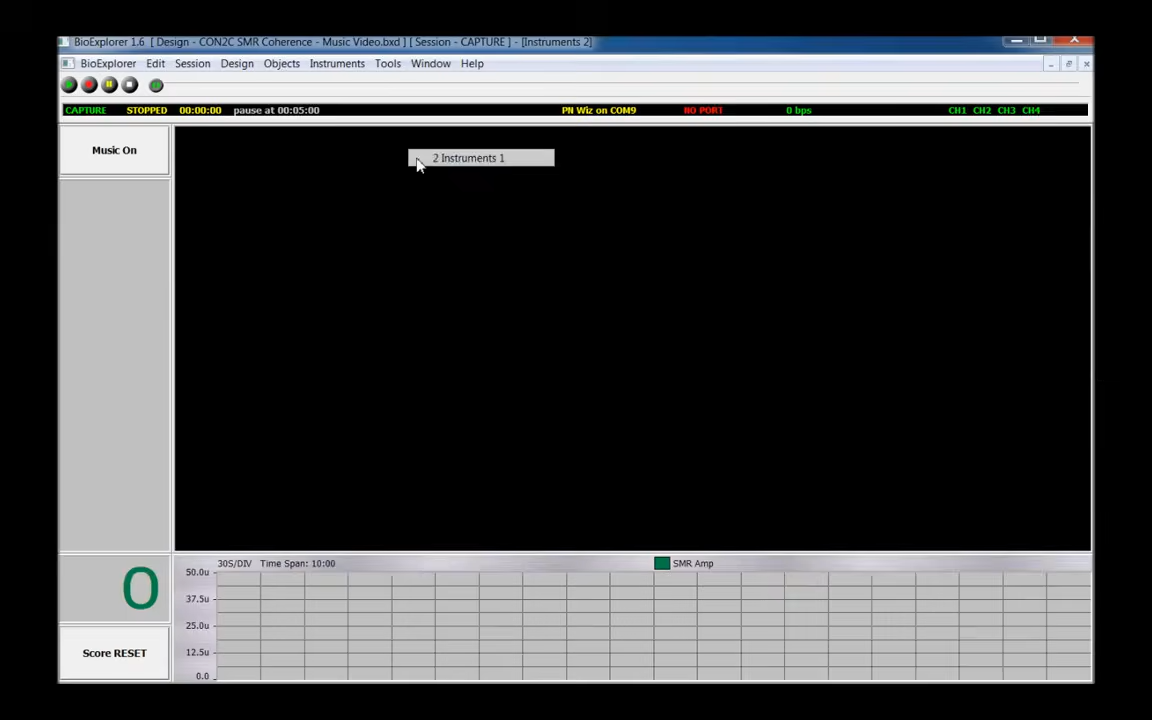 BioExplorer 1.6 [ Design - CON2C SMR Coherence - Music Video.bxd ] [ Session - CAPTURE ] - [Instruments 2]
BioExplorer Edit Session Design Objects Instruments Tools Window Help
CAPTURE STOPPED 00:00:00 pause at 00:05:00 PN Wiz on COM9 NO PORT 0 bps CH1 CH2 CH3 CH4
Music On
2 Instruments 1
30S/DIV Time Span: 10:00 SMR Amp
50.0u
37.5u
25.0u
12.5u
0.0
0
Score RESET